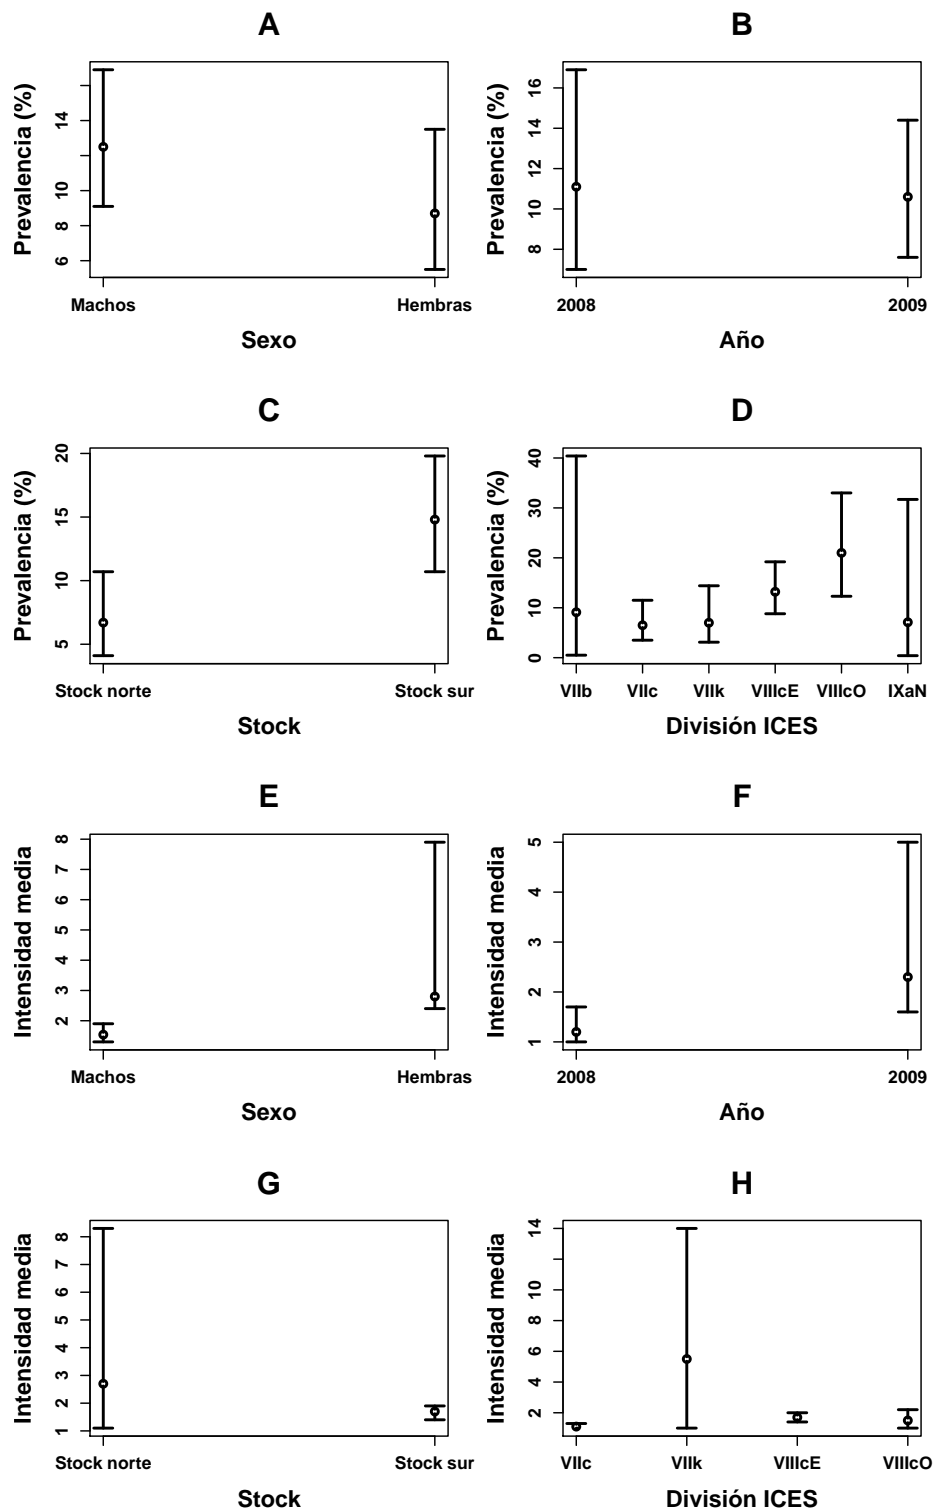 A
Prevalencia (%)
6
8
10
14
Machos
Hembras
Sexo
B
Prevalencia (%)
8
10
12
14
16
2008
2009
Año
C
Prevalencia (%)
5
10
15
20
Stock norte
Stock sur
Stock
D
Prevalencia (%)
0
10
20
30
40
VIIb
VIIc
VIIk
VIIIcE
VIIIcO
IXaN
División ICES
E
Intensidad media
2
3
4
5
6
7
8
Machos
Hembras
Sexo
F
Intensidad media
1
2
3
4
5
2008
2009
Año
G
Intensidad media
1
2
3
4
5
6
7
8
Stock norte
Stock sur
Stock
H
Intensidad media
2
4
6
8
10
14
VIIc
VIIk
VIIIcE
VIIIcO
División ICES